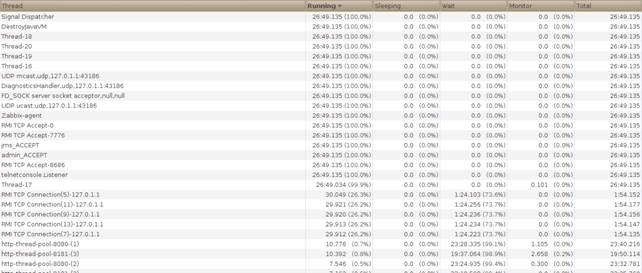 Thread Running Sleeping Wait Monitor Total
Signal Dispatcher 26:49.135 (100.0%) 0.0 (0.0%) 0.0 (0.0%) 0.0 (0.0%) 26:49.135
DestroyJavaVM 26:49.135 (100.0%) 0.0 (0.0%) 0.0 (0.0%) 0.0 (0.0%) 26:49.135
Thread-18 26:49.135 (100.0%) 0.0 (0.0%) 0.0 (0.0%) 0.0 (0.0%) 26:49.135
Thread-20 26:49.135 (100.0%) 0.0 (0.0%) 0.0 (0.0%) 0.0 (0.0%) 26:49.135
Thread-19 26:49.135 (100.0%) 0.0 (0.0%) 0.0 (0.0%) 0.0 (0.0%) 26:49.135
Thread-16 26:49.135 (100.0%) 0.0 (0.0%) 0.0 (0.0%) 0.0 (0.0%) 26:49.135
UDP mcast,udp,127.0.1.1:43186 26:49.135 (100.0%) 0.0 (0.0%) 0.0 (0.0%) 0.0 (0.0%) 26:49.135
DiagnosticsHandler,udp,127.0.1.1:43186 26:49.135 (100.0%) 0.0 (0.0%) 0.0 (0.0%) 0.0 (0.0%) 26:49.135
FD_SOCK server socket acceptor,null,null 26:49.135 (100.0%) 0.0 (0.0%) 0.0 (0.0%) 0.0 (0.0%) 26:49.135
UDP ucast,udp,127.0.1.1:43186 26:49.135 (100.0%) 0.0 (0.0%) 0.0 (0.0%) 0.0 (0.0%) 26:49.135
Zabbix-agent 26:49.135 (100.0%) 0.0 (0.0%) 0.0 (0.0%) 0.0 (0.0%) 26:49.135
RMI TCP Accept-0 26:49.135 (100.0%) 0.0 (0.0%) 0.0 (0.0%) 0.0 (0.0%) 26:49.135
RMI TCP Accept-7776 26:49.135 (100.0%) 0.0 (0.0%) 0.0 (0.0%) 0.0 (0.0%) 26:49.135
jms_ACCEPT 26:49.135 (100.0%) 0.0 (0.0%) 0.0 (0.0%) 0.0 (0.0%) 26:49.135
admin_ACCEPT 26:49.135 (100.0%) 0.0 (0.0%) 0.0 (0.0%) 0.0 (0.0%) 26:49.135
RMI TCP Accept-8686 26:49.135 (100.0%) 0.0 (0.0%) 0.0 (0.0%) 0.0 (0.0%) 26:49.135
telnetconsole.Listener 26:49.135 (100.0%) 0.0 (0.0%) 0.0 (0.0%) 0.0 (0.0%) 26:49.135
Thread-17 26:49.034 (99.9%) 0.0 (0.0%) 0.0 (0.0%) 0.101 (0.0%) 26:49.135
RMI TCP Connection(5)-127.0.1.1 30.049 (26.3%) 0.0 (0.0%) 1:24.103 (73.6%) 0.0 (0.0%) 1:54.152
RMI TCP Connection(11)-127.0.1.1 29.921 (26.2%) 0.0 (0.0%) 1:24.256 (73.7%) 0.0 (0.0%) 1:54.177
RMI TCP Connection(9)-127.0.1.1 29.920 (26.2%) 0.0 (0.0%) 1:24.236 (73.7%) 0.0 (0.0%) 1:54.156
RMI TCP Connection(13)-127.0.1.1 29.913 (26.2%) 0.0 (0.0%) 1:24.234 (73.7%) 0.0 (0.0%) 1:54.147
RMI TCP Connection(7)-127.0.1.1 29.912 (26.2%) 0.0 (0.0%) 1:24.223 (73.7%) 0.0 (0.0%) 1:54.135
http-thread-pool-8080-(1) 10.776 (0.7%) 0.0 (0.0%) 23:28.335 (99.1%) 1.105 (0.0%) 23:40.216
http-thread-pool-8181-(3) 10.392 (0.8%) 0.0 (0.0%) 19:37.064 (98.9%) 2.658 (0.2%) 19:50.114
http-thread-pool-8080-(2) 7.546 (0.5%) 0.0 (0.0%) 23:24.935 (99.4%) 0.300 (0.0%) 23:32.781